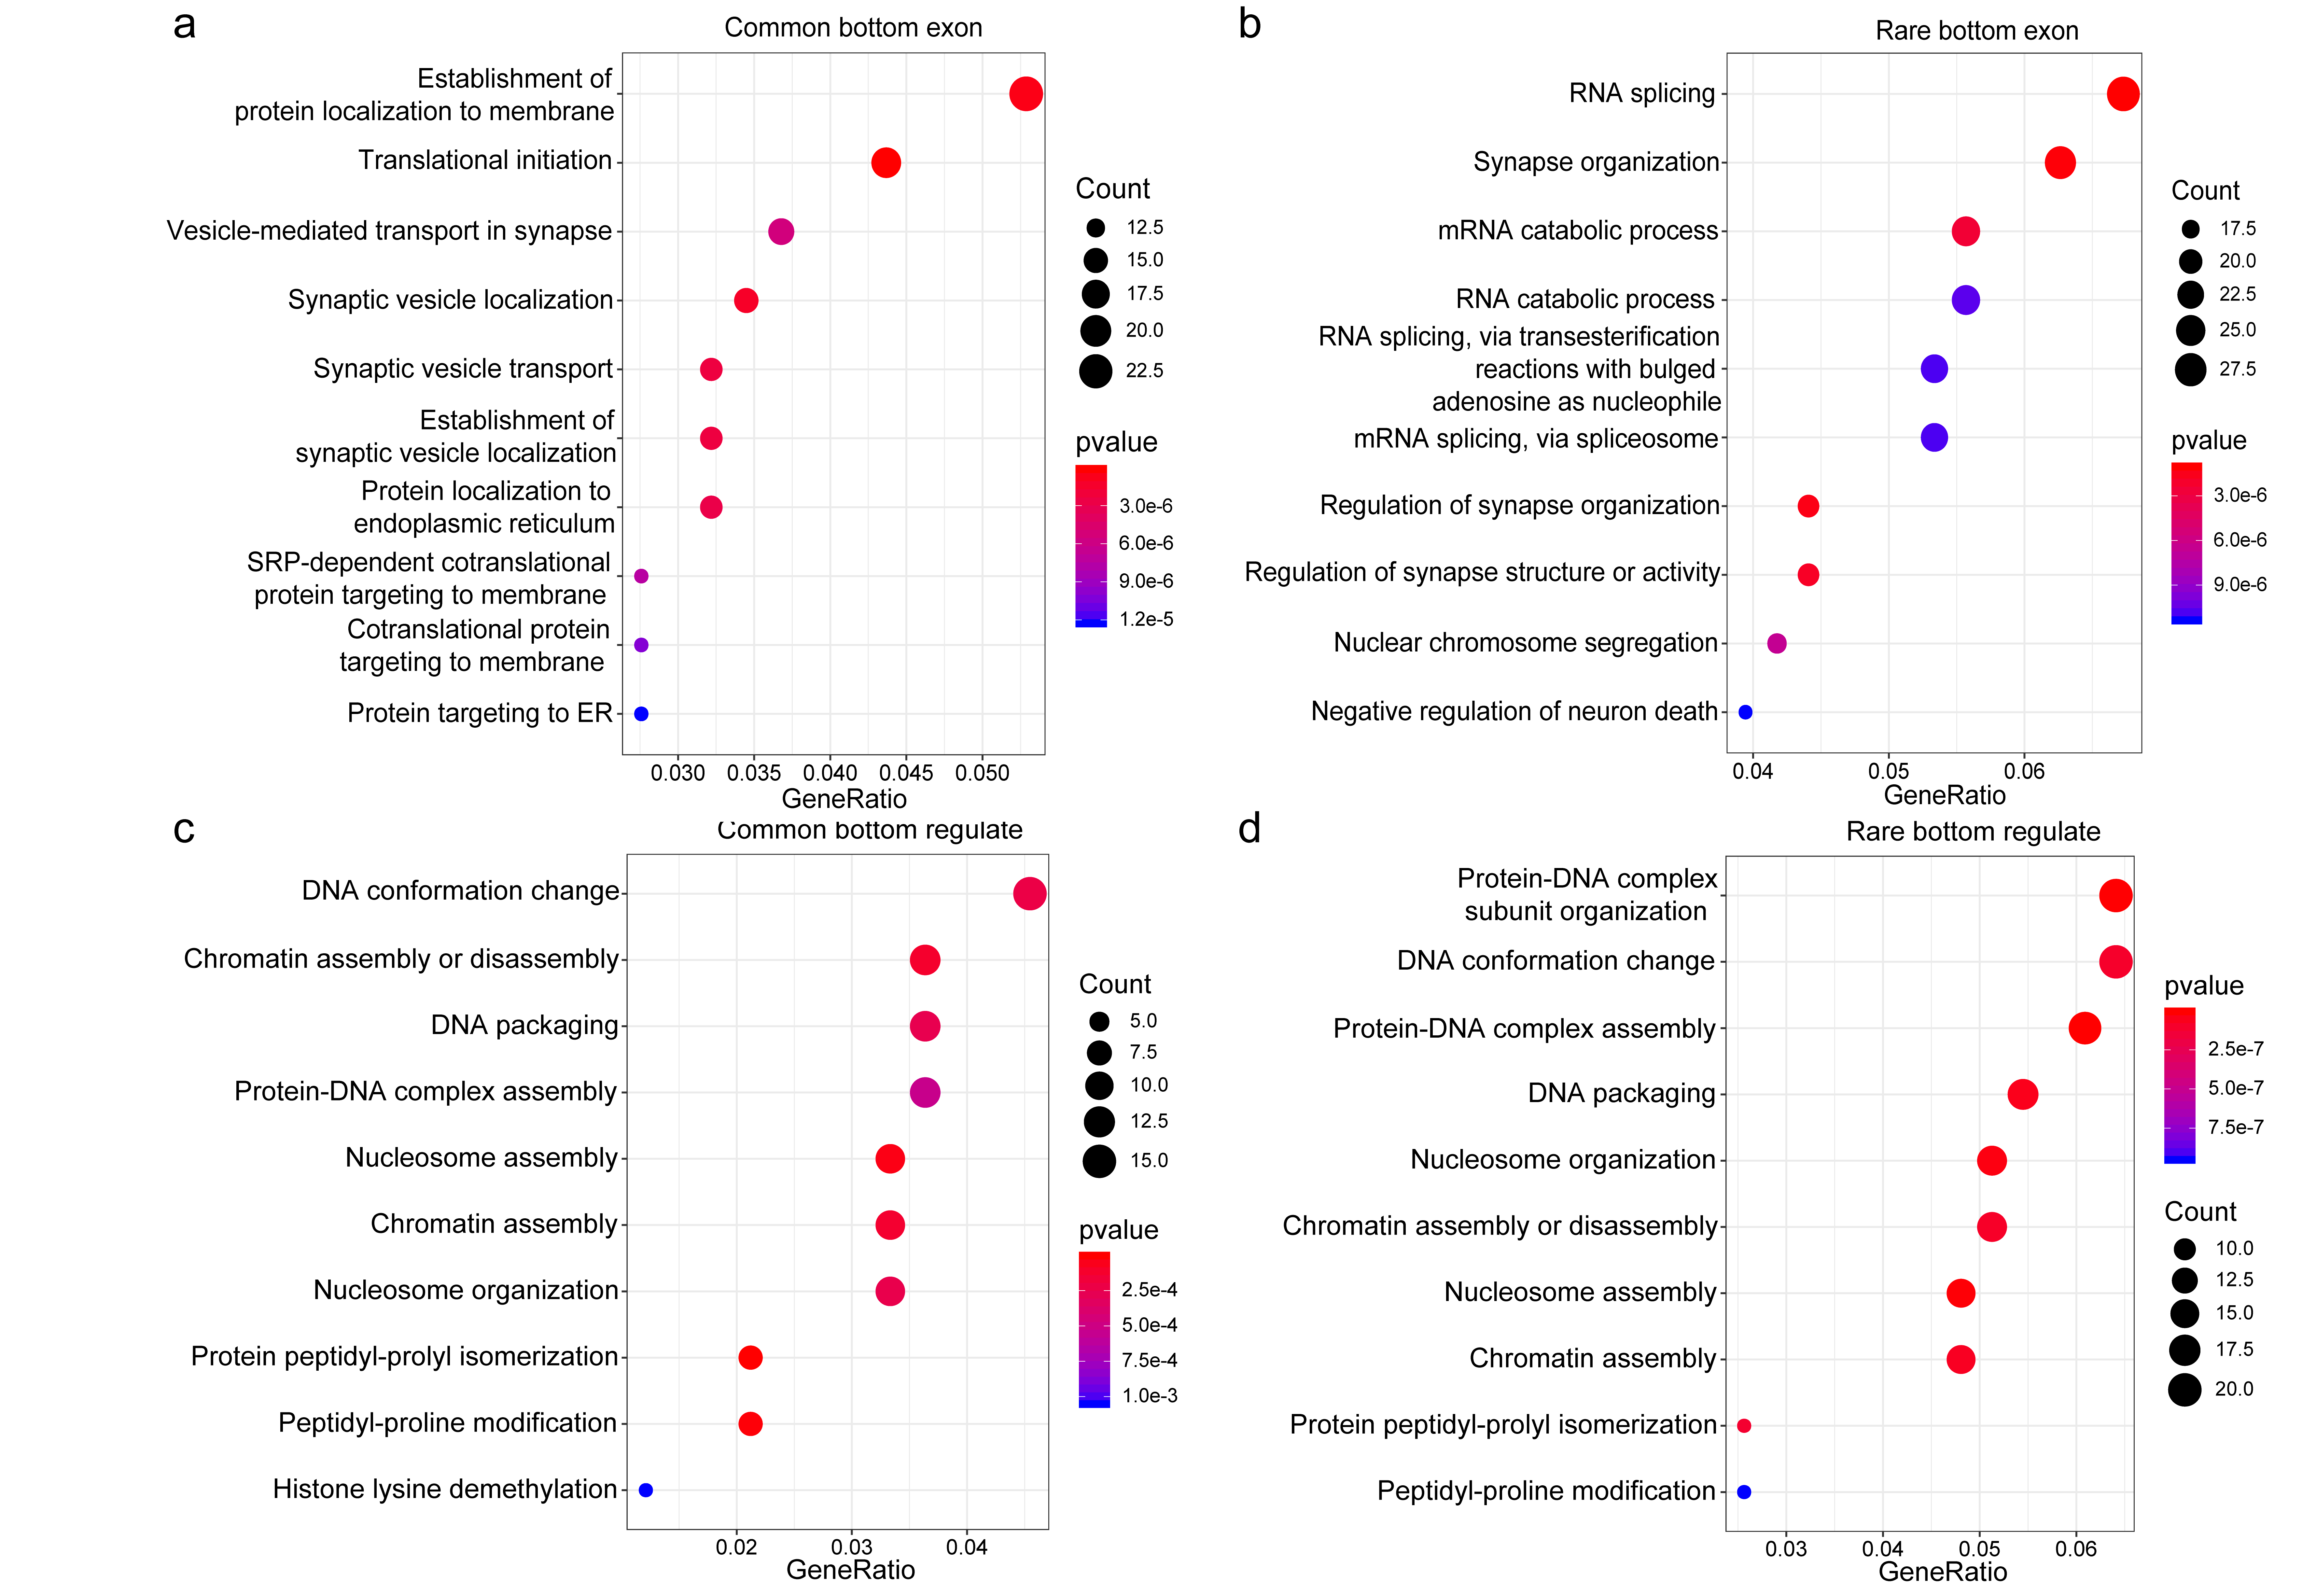 a
Common bottom exon
Establishment of
protein localization to membrane
Translational initiation
Vesicle-mediated transport in synapse
Synaptic vesicle localization
Synaptic vesicle transport
Establishment of
synaptic vesicle localization
Protein localization to
endoplasmic reticulum
SRP-dependent cotranslational
protein targeting to membrane
Cotranslational protein
targeting to membrane
Protein targeting to ER
0.030 0.035 0.040 0.045 0.050
GeneRatio
Count
12.5
15.0
17.5
20.0
22.5
pvalue
3.0e-6
6.0e-6
9.0e-6
1.2e-5
b
Rare bottom exon
RNA splicing
Synapse organization
mRNA catabolic process
RNA catabolic process
RNA splicing, via transesterification
reactions with bulged
adenosine as nucleophile
mRNA splicing, via spliceosome
Regulation of synapse organization
Regulation of synapse structure or activity
Nuclear chromosome segregation
Negative regulation of neuron death
0.04 0.05 0.06
GeneRatio
Count
17.5
20.0
22.5
25.0
27.5
pvalue
3.0e-6
6.0e-6
9.0e-6
c
Common bottom regulate
DNA conformation change
Chromatin assembly or disassembly
DNA packaging
Protein-DNA complex assembly
Nucleosome assembly
Chromatin assembly
Nucleosome organization
Protein peptidyl-prolyl isomerization
Peptidyl-proline modification
Histone lysine demethylation
0.02 0.03 0.04
GeneRatio
Count
5.0
7.5
10.0
12.5
15.0
pvalue
2.5e-4
5.0e-4
7.5e-4
1.0e-3
d
Rare bottom regulate
Protein-DNA complex
subunit organization
DNA conformation change
Protein-DNA complex assembly
DNA packaging
Nucleosome organization
Chromatin assembly or disassembly
Nucleosome assembly
Chromatin assembly
Protein peptidyl-prolyl isomerization
Peptidyl-proline modification
0.03 0.04 0.05 0.06
GeneRatio
pvalue
2.5e-7
5.0e-7
7.5e-7
Count
10.0
12.5
15.0
17.5
20.0